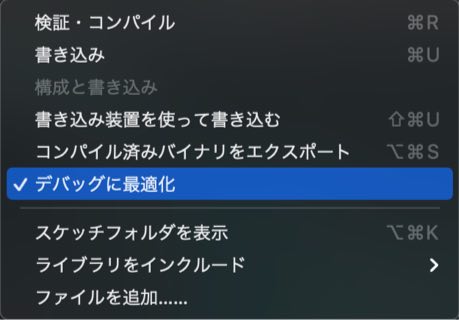 検証・コンパイル ⌘R
書き込み ⌘U
構成と書き込み
書き込み装置を使って書き込む ⇧⌘U
コンパイル済みバイナリをエクスポート ⌥⌘S
✓ デバッグに最適化
スケッチフォルダを表示 ⌥⌘K
ライブラリをインクルード
ファイルを追加……